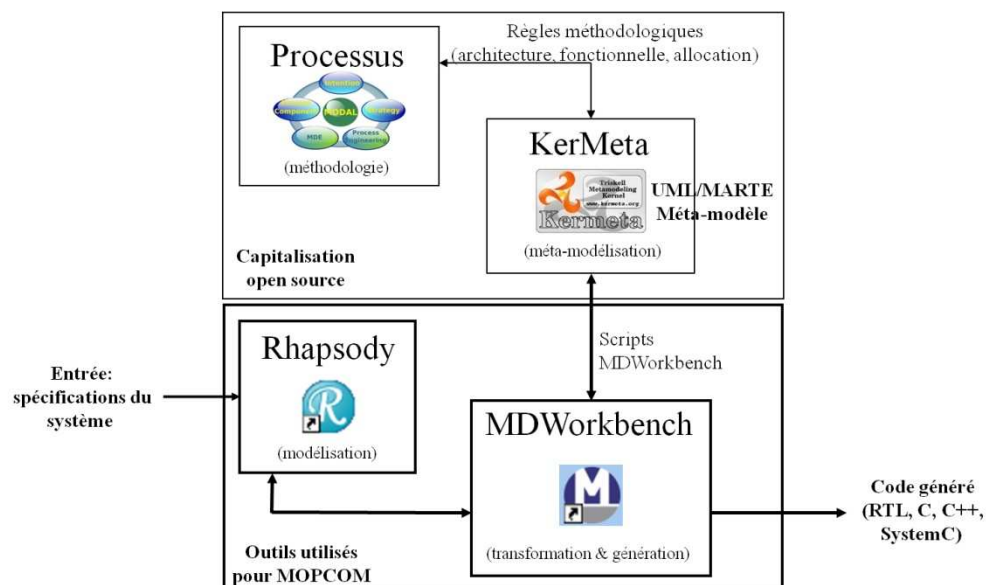 Règles méthodologiques
(architecture, fonctionnelle, allocation)
Processus
Intention
Component
MODAL
Strategy
MDE
Process
Engineering
(méthodologie)
KerMeta
Triskell
Metamodeling
Kernel
www.kermeta.org
Kermeta
UML/MARTE
Méta-modèle
(méta-modélisation)
Capitalisation
open source
Rhapsody
R
(modélisation)
Entrée:
spécifications du
système
Scripts
MDWorkbench
MDWorkbench
M
(transformation & génération)
Code généré
(RTL, C, C++,
SystemC)
Outils utilisés
pour MOPCOM